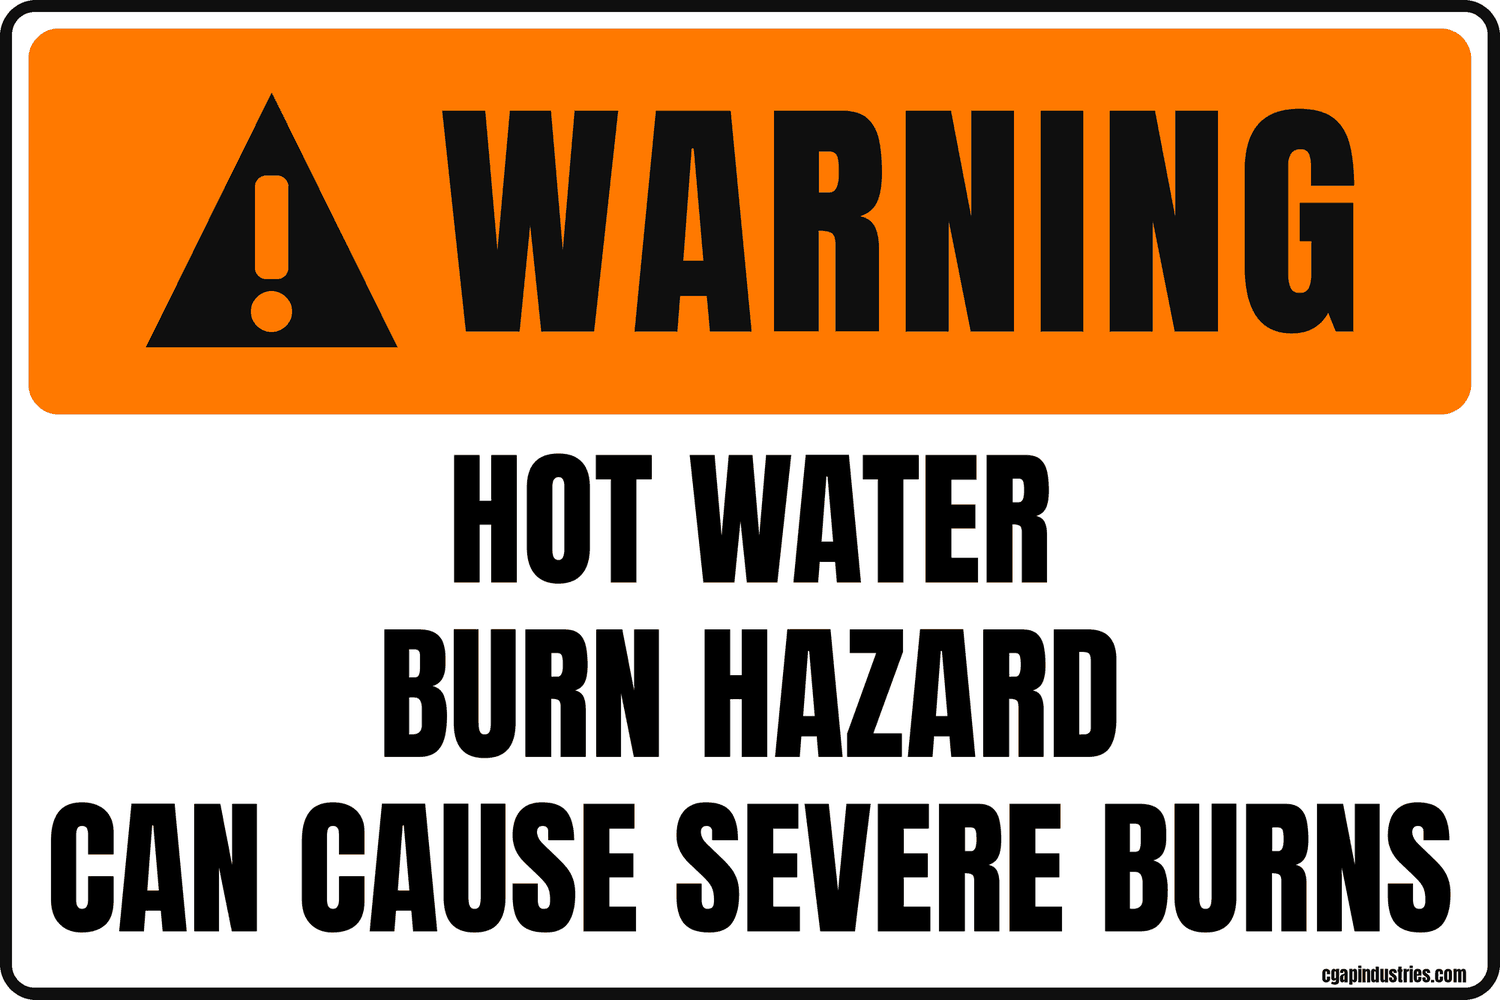 WARNING
HOT WATER
BURN HAZARD
CAN CAUSE SEVERE BURNS
cgapindustries.com